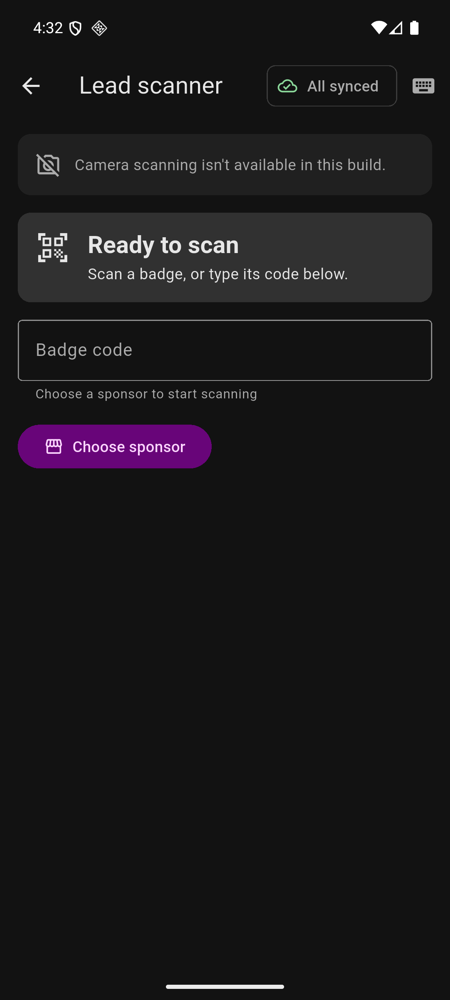 4:32
Lead scanner
All synced
Camera scanning isn't available in this build.
Ready to scan
Scan a badge, or type its code below.
Badge code
Choose a sponsor to start scanning
Choose sponsor